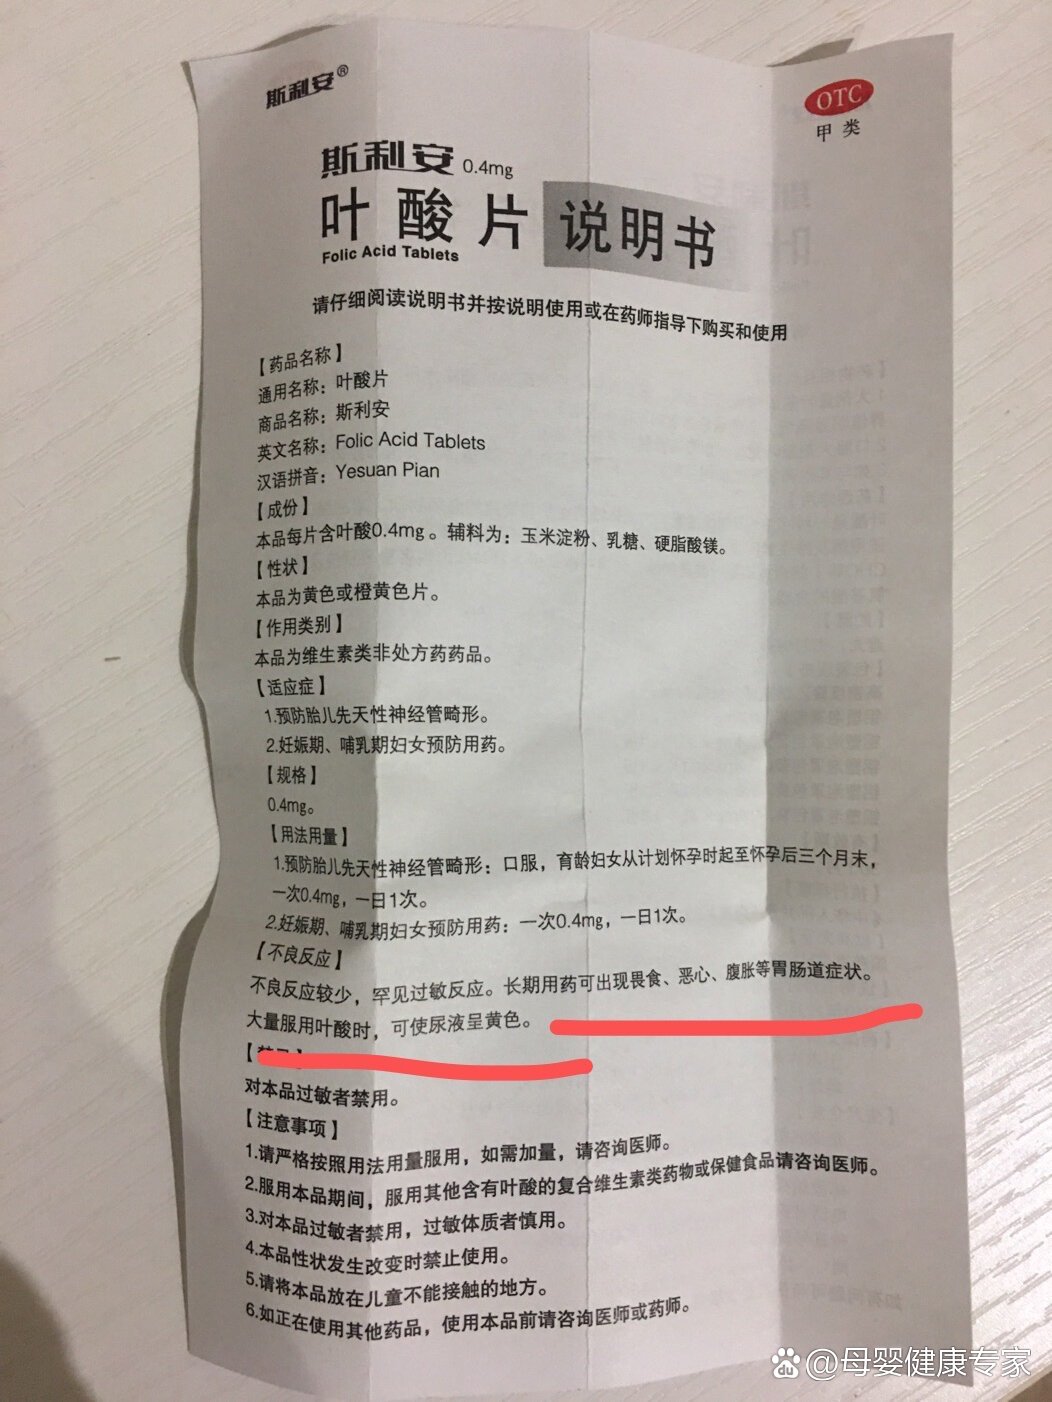 斯利安®
OTC
甲类
斯利安 0.4mg
叶酸片 说明书
Folic Acid Tablets
请仔细阅读说明书并按说明使用或在药师指导下购买和使用
【药品名称】
通用名称：叶酸片
商品名称：斯利安
英文名称：Folic Acid Tablets
汉语拼音：Yesuan Pian
【成份】
本品每片含叶酸0.4mg。辅料为：玉米淀粉、乳糖、硬脂酸镁。
【性状】
本品为黄色或橙黄色片。
【作用类别】
本品为维生素类非处方药药品。
【适应症】
1.预防胎儿先天性神经管畸形。
2.妊娠期、哺乳期妇女预防用药。
【规格】
0.4mg。
【用法用量】
1.预防胎儿先天性神经管畸形：口服，育龄妇女从计划怀孕时起至怀孕后三个月末，
一次0.4mg，一日1次。
2.妊娠期、哺乳期妇女预防用药：一次0.4mg，一日1次。
【不良反应】
不良反应较少，罕见过敏反应。长期用药可出现畏食、恶心、腹胀等胃肠道症状。
大量服用叶酸时，可使尿液呈黄色。
对本品过敏者禁用。
【注意事项】
1.请严格按照用法用量服用，如需加量，请咨询医师。
2.服用本品期间，服用其他含有叶酸的复合维生素类药物或保健食品请咨询医师。
3.对本品过敏者禁用，过敏体质者慎用。
4.本品性状发生改变时禁止使用。
5.请将本品放在儿童不能接触的地方。
6.如正在使用其他药品，使用本品前请咨询医师或药师。
du @母婴健康专家